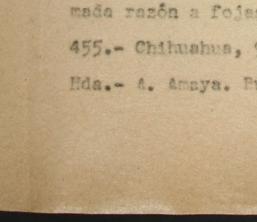 mada razón a fojas
455.- Chihuahua,
Hda.- A. Amaya.